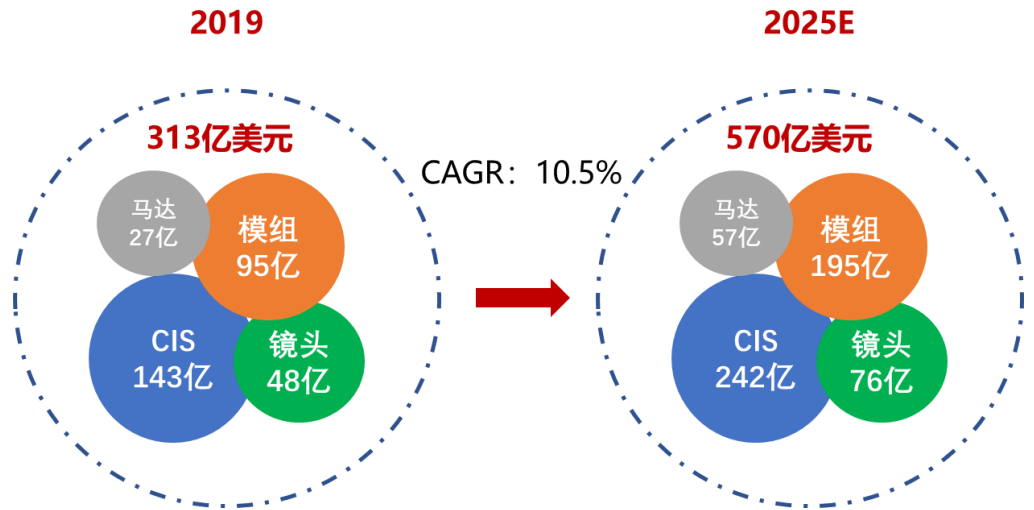 2019
313亿美元
马达
27亿
模组
95亿
CIS
143亿
镜头
48亿
CAGR：10.5%
2025E
570亿美元
马达
57亿
模组
195亿
CIS
242亿
镜头
76亿